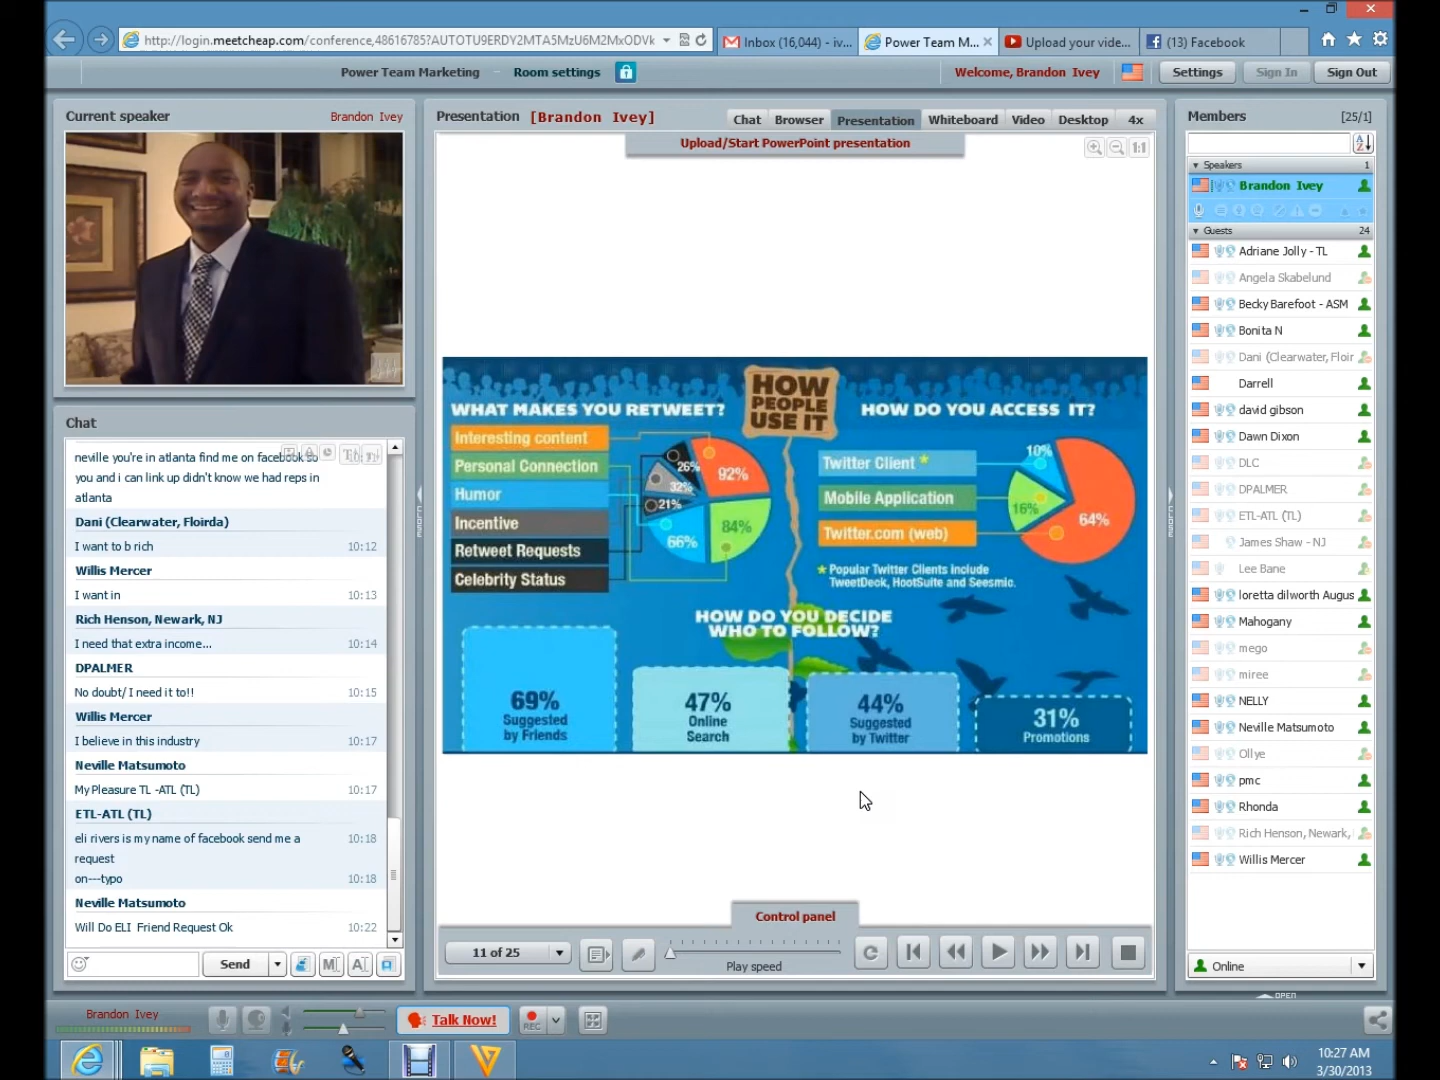 http://login.meetcheap.com/conference,48616785?AUTOTU9ERDY2MTA5MzU6M2MxODVk
Inbox (16,044) - iv...
Power Team M...
Upload your vide...
(13) Facebook
Power Team Marketing
Room settings
Welcome, Brandon Ivey
Settings
Sign In
Sign Out
Current speaker
Brandon Ivey
Chat
neville you're in atlanta find me on facebook so
you and i can link up didn't know we had reps in
atlanta
Dani (Clearwater, Floirda)
I want to b rich 10:12
Willis Mercer
I want in 10:13
Rich Henson, Newark, NJ
I need that extra income... 10:14
DPALMER
No doubt/ I need it to!! 10:15
Willis Mercer
I believe in this industry 10:17
Neville Matsumoto
My Pleasure TL -ATL (TL) 10:17
ETL-ATL (TL)
eli rivers is my name of facebook send me a 10:18
request
on---typo 10:18
Neville Matsumoto
Will Do ELI Friend Request Ok 10:22
Send
Presentation [Brandon Ivey]
Chat Browser Presentation Whiteboard Video Desktop 4x
Upload/Start PowerPoint presentation
1:1
HOW
PEOPLE
USE IT
WHAT MAKES YOU RETWEET?
Interesting content
Personal Connection
Humor
Incentive
Retweet Requests
Celebrity Status
26%
92%
32%
21%
84%
66%
HOW DO YOU ACCESS IT?
Twitter Client *
Mobile Application
Twitter.com (web)
10%
16%
64%
* Popular Twitter Clients include
TweetDeck, HootSuite and Seesmic.
HOW DO YOU DECIDE
WHO TO FOLLOW?
69%
Suggested
by Friends
47%
Online
Search
44%
Suggested
by Twitter
31%
Promotions
Control panel
11 of 25
Play speed
Members [25/1]
Speakers 1
Brandon Ivey
Guests 24
Adriane Jolly - TL
Angela Skabelund
Becky Barefoot - ASM
Bonita N
Dani (Clearwater, Floir
Darrell
david gibson
Dawn Dixon
DLC
DPALMER
ETL-ATL (TL)
James Shaw - NJ
Lee Bane
loretta dilworth Augus
Mahogany
mego
miree
NELLY
Neville Matsumoto
Ollye
pmc
Rhonda
Rich Henson, Newark,
Willis Mercer
Online
OPEN
Brandon Ivey
Talk Now!
REC
10:27 AM
3/30/2013